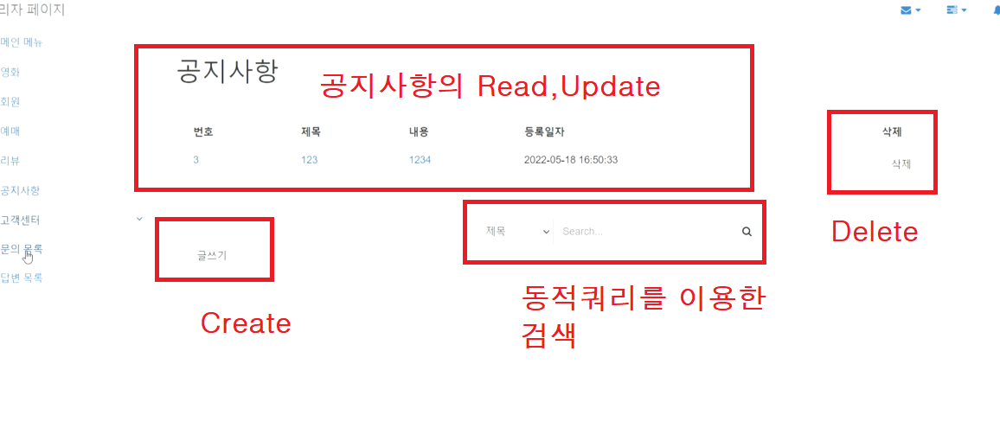 리자 페이지
메인 메뉴
영화
회원
예매
리뷰
공지사항
고객센터
문의 목록
답변 목록
공지사항
공지사항의 Read,Update
번호 제목 내용 등록일자 삭제
3 123 1234 2022-05-18 16:50:33 삭제
Delete
제목 Search...
글쓰기
동적쿼리를 이용한
검색
Create